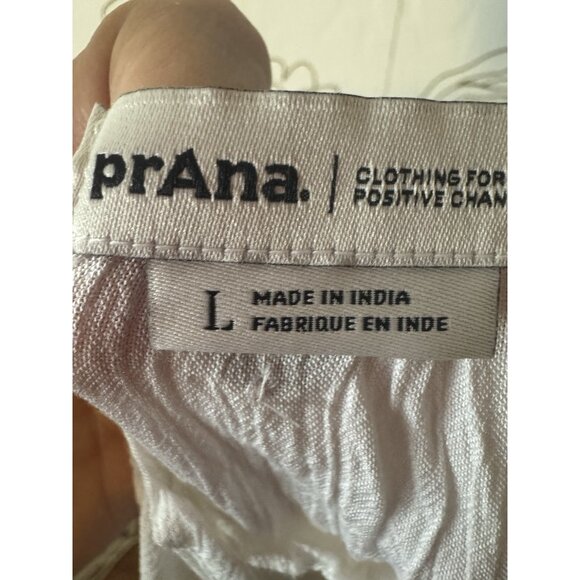 prAna. | CLOTHING FOR
POSITIVE CHAN
L MADE IN INDIA
FABRIQUE EN INDE